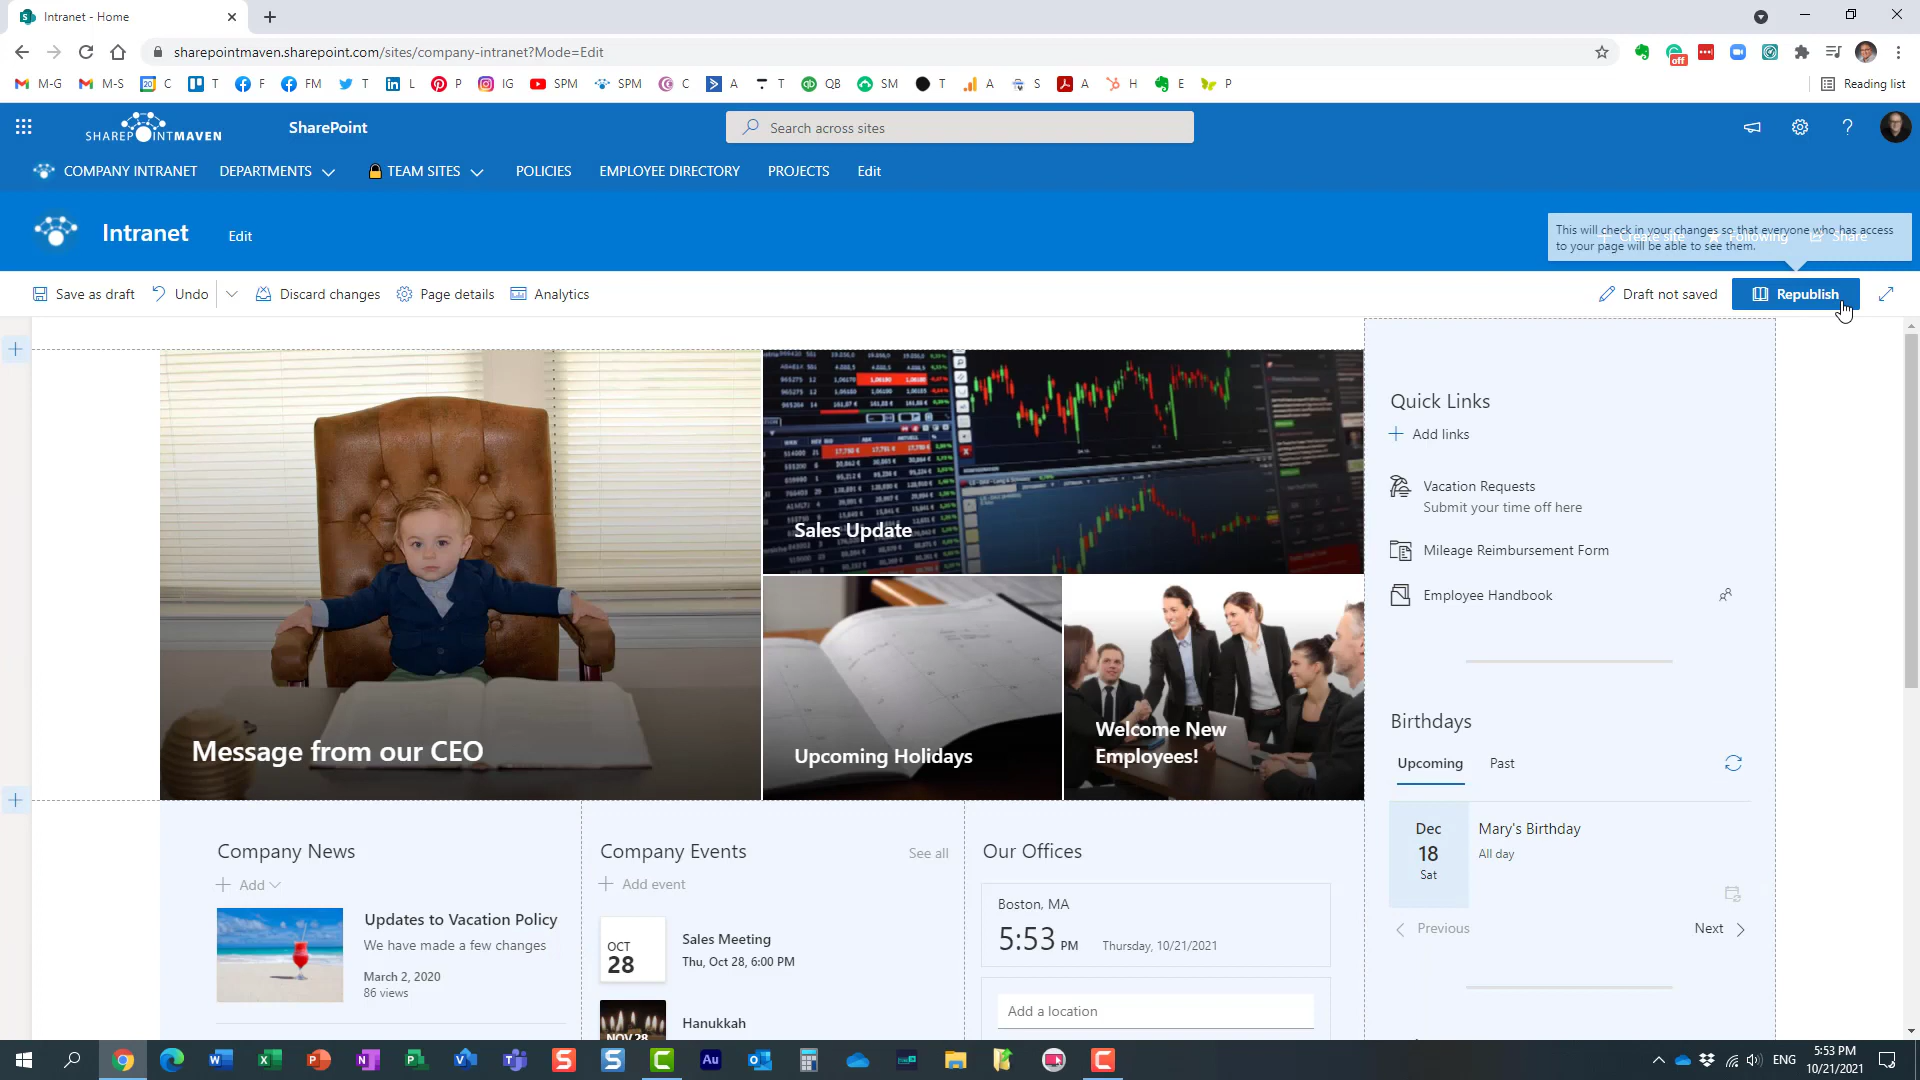 Intranet - Home
sharepointmaven.sharepoint.com/sites/company-intranet?Mode=Edit
M-G M-S C T F FM T L P IG SPM SPM C A T QB SM T A S A H E P
off
Reading list
SHAREPOINTMAVEN
SharePoint
Search across sites
COMPANY INTRANET DEPARTMENTS TEAM SITES POLICIES EMPLOYEE DIRECTORY PROJECTS Edit
Intranet Edit
Create site Following Share
This will check in your changes so that everyone who has access
to your page will be able to see them.
Save as draft Undo Discard changes Page details Analytics
Draft not saved Republish
Message from our CEO
Sales Update
Upcoming Holidays
Welcome New
Employees!
Quick Links
Add links
Vacation Requests
Submit your time off here
Mileage Reimbursement Form
Employee Handbook
Birthdays
Upcoming Past
Dec
18
Sat
Mary's Birthday
All day
Previous Next
Company News
Add
Updates to Vacation Policy
We have made a few changes
March 2, 2020
86 views
Company Events See all
Add event
OCT
28
Sales Meeting
Thu, Oct 28, 6:00 PM
NOV 28
Hanukkah
Our Offices
Boston, MA
5:53 PM Thursday, 10/21/2021
Add a location
ENG
5:53 PM
10/21/2021